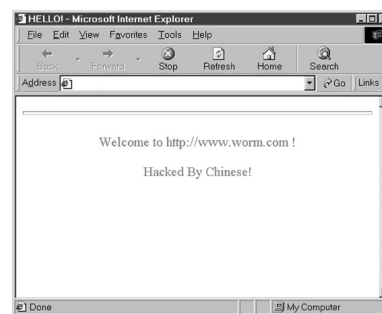 HELLO! - Microsoft Internet Explorer
File Edit View Favorites Tools Help
Back Forward Stop Refresh Home Search
Address Go Links
Welcome to http://www.worm.com !
Hacked By Chinese!
Done My Computer